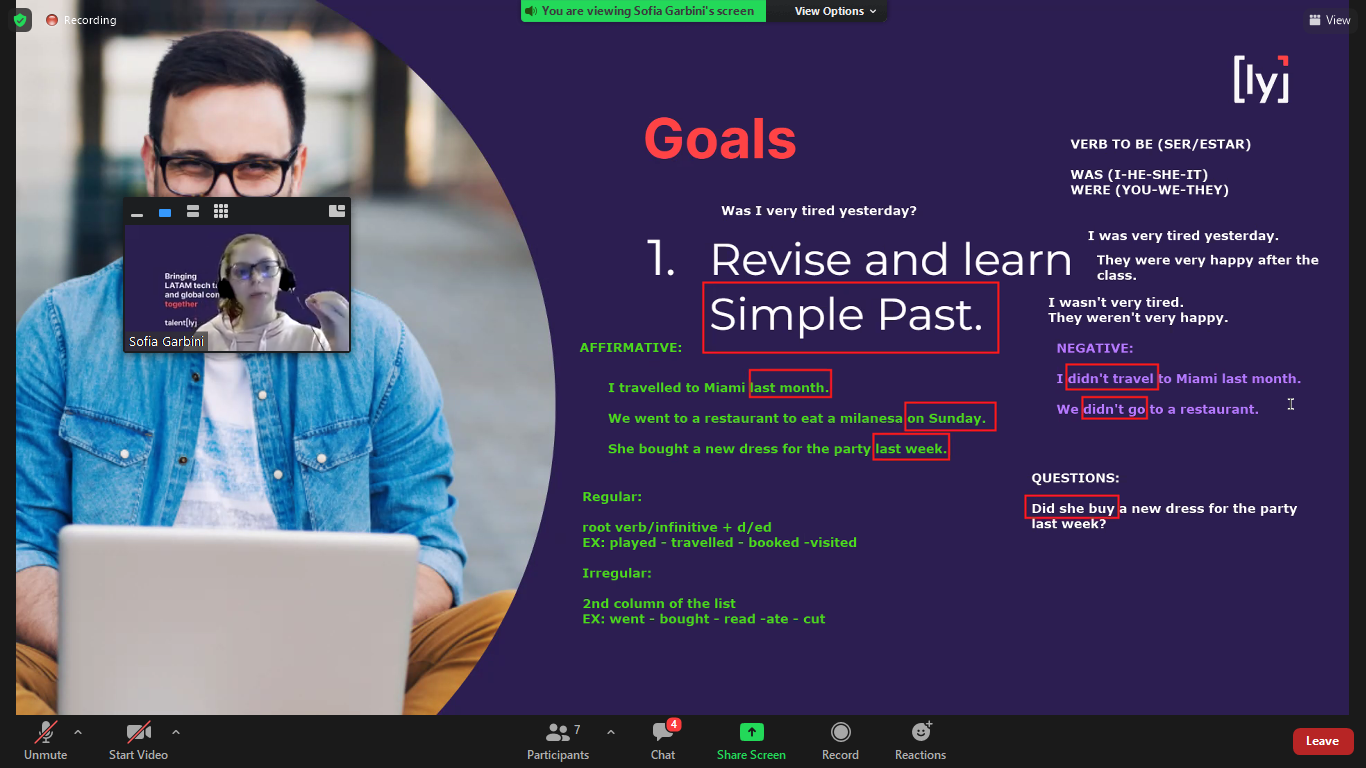 Recording
You are viewing Sofia Garbini's screen
View Options
View
[ly]
Goals
VERB TO BE (SER/ESTAR)
WAS (I-HE-SHE-IT)
WERE (YOU-WE-THEY)
Was I very tired yesterday?
I was very tired yesterday.
1. Revise and learn
Simple Past.
They were very happy after the
class.
I wasn't very tired.
They weren't very happy.
Bringing
LATAM tech ta
and global con
together
talent[ly]
Sofia Garbini
AFFIRMATIVE:
I travelled to Miami last month.
We went to a restaurant to eat a milanesa on Sunday.
She bought a new dress for the party last week.
Regular:
root verb/infinitive + d/ed
EX: played - travelled - booked -visited
Irregular:
2nd column of the list
EX: went - bought - read -ate - cut
NEGATIVE:
I didn't travel to Miami last month.
We didn't go to a restaurant.
QUESTIONS:
Did she buy a new dress for the party
last week?
Unmute
Start Video
7
Participants
4
Chat
Share Screen
Record
Reactions
Leave